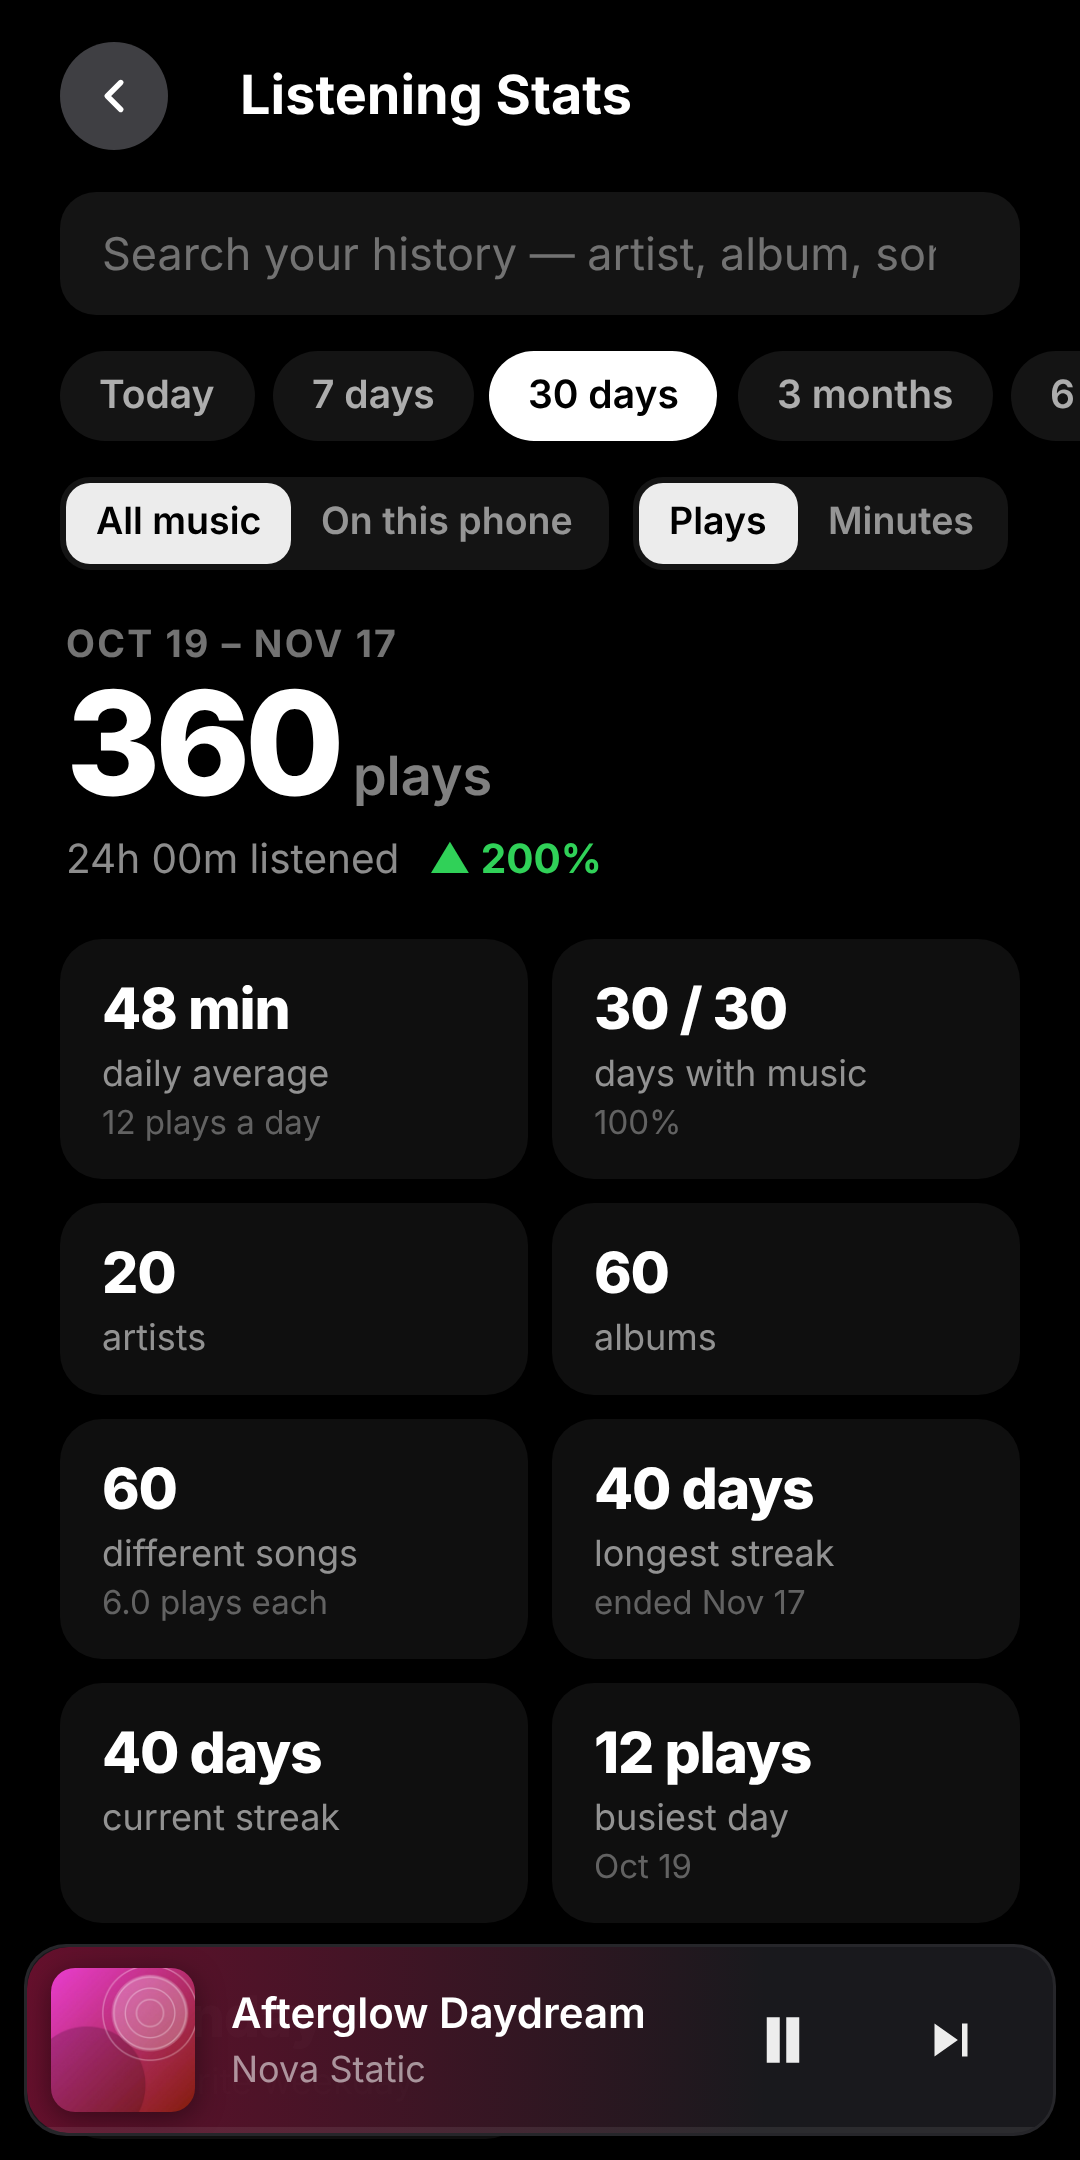 Listening Stats
Search your history — artist, album, sor
Today 7 days 30 days 3 months 6
All music On this phone Plays Minutes
OCT 19 – NOV 17
360 plays
24h 00m listened ▲ 200%
48 min 30 / 30
daily average days with music
12 plays a day 100%
20 60
artists albums
60 40 days
different songs longest streak
6.0 plays each ended Nov 17
40 days 12 plays
current streak busiest day
Oct 19
Afterglow Daydream
Nova Static